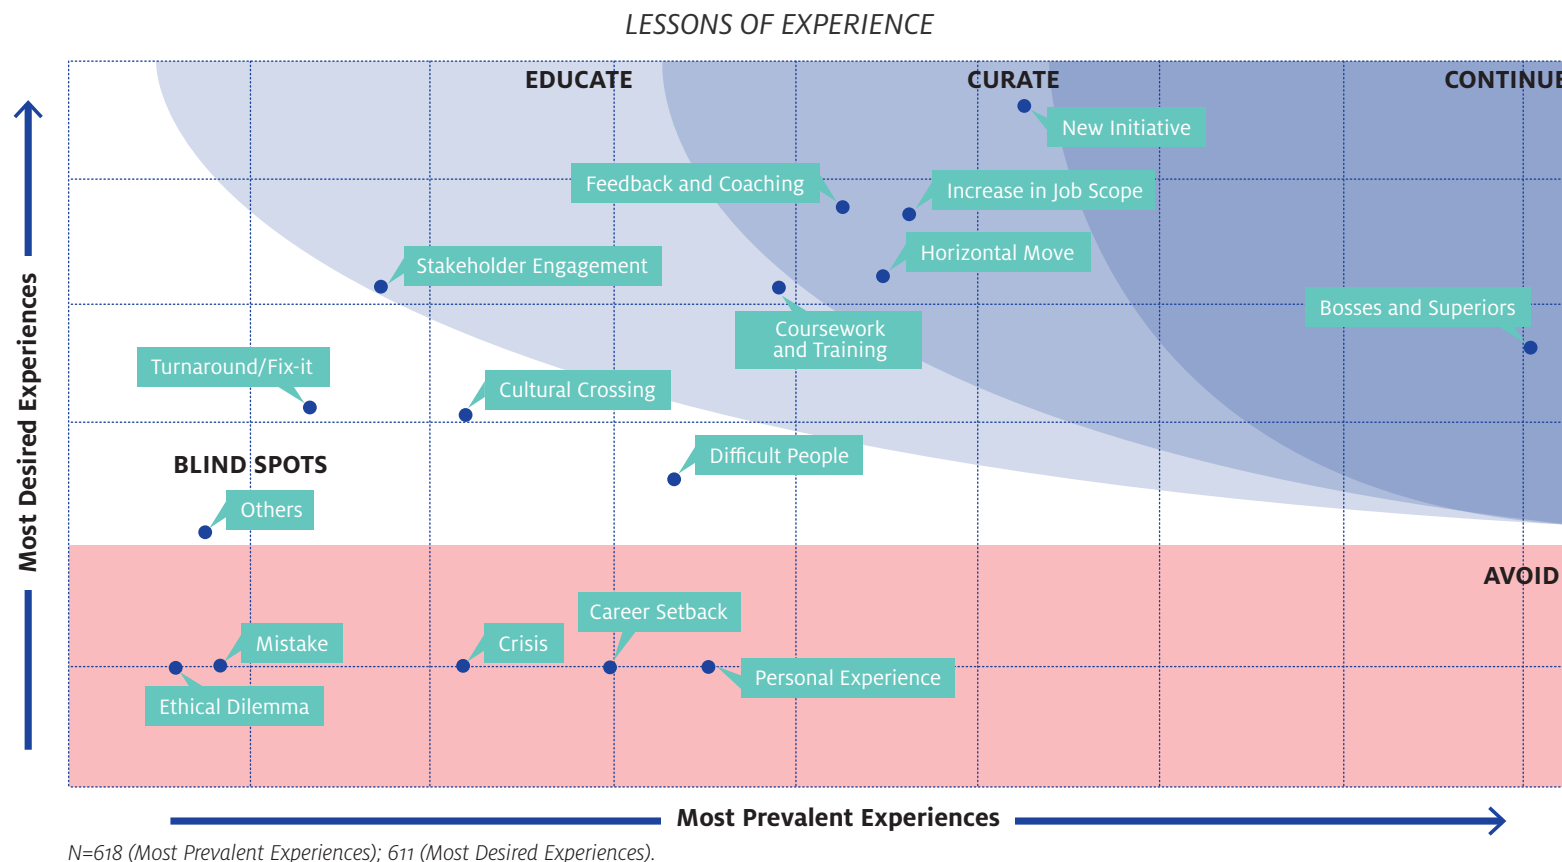 LESSONS OF EXPERIENCE
EDUCATE
CURATE
CONTINUE
New Initiative
Feedback and Coaching
Increase in Job Scope
Horizontal Move
Stakeholder Engagement
Bosses and Superiors
Coursework
and Training
Turnaround/Fix-it
Cultural Crossing
Difficult People
BLIND SPOTS
Others
Most Desired Experiences
AVOID
Career Setback
Mistake
Crisis
Personal Experience
Ethical Dilemma
Most Prevalent Experiences
N=618 (Most Prevalent Experiences); 611 (Most Desired Experiences).